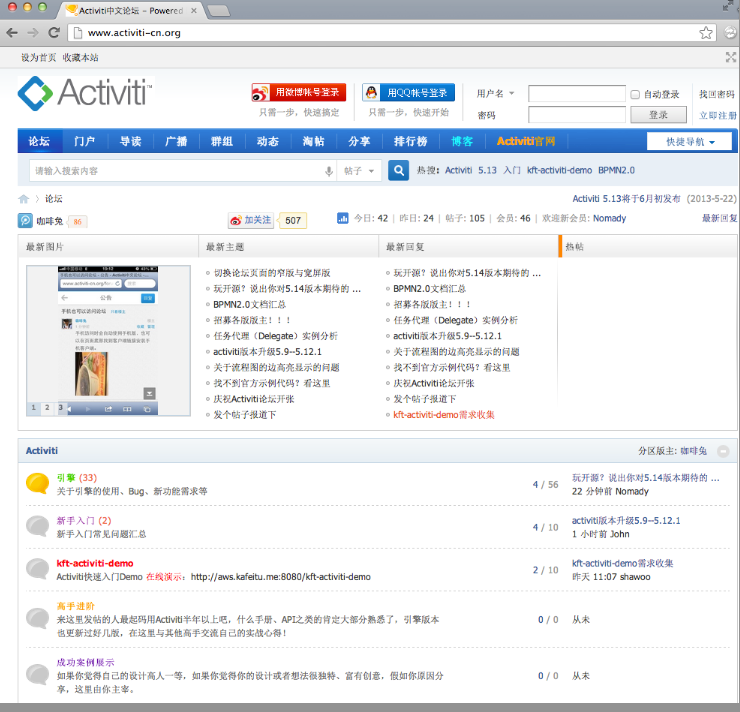 Activiti中文论坛 - Powered
www.activiti-cn.org
设为首页 收藏本站
Activiti™
用微博帐号登录
只需一步，快速搞定
用QQ帐号登录
只需一步，快速开始
用户名
自动登录
找回密码
密码
登录
立即注册
论坛 门户 导读 广播 群组 动态 淘帖 分享 排行榜 博客 Activiti官网 快捷导航
请输入搜索内容 帖子 热搜： Activiti 5.13 入门 kft-activiti-demo BPMN2.0
论坛
Activiti 5.13将于6月初发布 (2013-5-22)
咖啡兔 86
加关注 507
今日: 42 | 昨日: 24 | 帖子: 105 | 会员: 46 | 欢迎新会员: Nomady
最新回复
最新图片 最新主题 最新回复 热帖
公告
手机也可以访问论坛
1 2 3
切换论坛页面的窄版与宽屏版
玩开源？说出你对5.14版本期待的 ...
BPMN2.0文档汇总
招募各版版主！！！
任务代理（Delegate）实例分析
activiti版本升级5.9--5.12.1
关于流程图的边高亮显示的问题
找不到官方示例代码？看这里
庆祝Activiti论坛开张
发个帖子报道下
玩开源？说出你对5.14版本期待的 ...
BPMN2.0文档汇总
招募各版版主！！！
任务代理（Delegate）实例分析
activiti版本升级5.9--5.12.1
关于流程图的边高亮显示的问题
找不到官方示例代码？看这里
庆祝Activiti论坛开张
发个帖子报道下
kft-activiti-demo需求收集
Activiti
分区版主: 咖啡兔
引擎 (33)
关于引擎的使用、Bug、新功能需求等
4 / 56
玩开源？说出你对5.14版本期待的 ...
22 分钟前 Nomady
新手入门 (2)
新手入门常见问题汇总
4 / 10
activiti版本升级5.9--5.12.1
1 小时前 John
kft-activiti-demo
Activiti快速入门Demo 在线演示：http://aws.kafeitu.me:8080/kft-activiti-demo
2 / 10
kft-activiti-demo需求收集
昨天 11:07 shawoo
高手进阶
来这里发帖的人最起码用Activiti半年以上吧，什么手册、API之类的肯定大部分熟悉了，引擎版本
也更新过好几版，在这里与其他高手交流自己的实战心得！
0 / 0
从未
成功案例展示
如果你觉得自己的设计高人一等，如果你觉得你的设计或者想法很独特、富有创意，假如你原因分
享，这里由你主宰。
0 / 0
从未